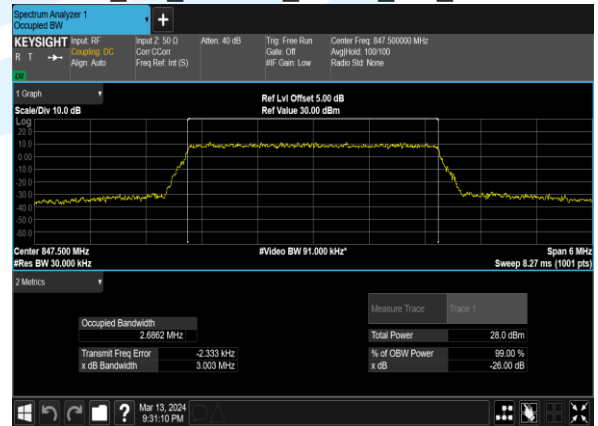 Spectrum Analyzer 1
Occupied BW
+
KEYSIGHT
R T
LV
Input: RF
Coupling: DC
Align: Auto
Input Z: 50 Ω
Corr CCorr
Freq Ref: Int (S)
Atten: 40 dB
Trig: Free Run
Gate: Off
#IF Gain: Low
Center Freq: 847.500000 MHz
Avg|Hold: 100/100
Radio Std: None
1 Graph
Scale/Div 10.0 dB
Ref Lvl Offset 5.00 dB
Ref Value 30.00 dBm
Log
20.0
10.0
0.00
-10.0
-20.0
-30.0
-40.0
-50.0
-60.0
Center 847.500 MHz
#Res BW 30.000 kHz
#Video BW 91.000 kHz*
Span 6 MHz
Sweep 8.27 ms (1001 pts)
2 Metrics
Measure Trace
Trace 1
Occupied Bandwidth
2.6862 MHz
Total Power
28.0 dBm
Transmit Freq Error
-2.333 kHz
% of OBW Power
99.00 %
x dB Bandwidth
3.003 MHz
x dB
-26.00 dB
?
Mar 13, 2024
9:31:10 PM